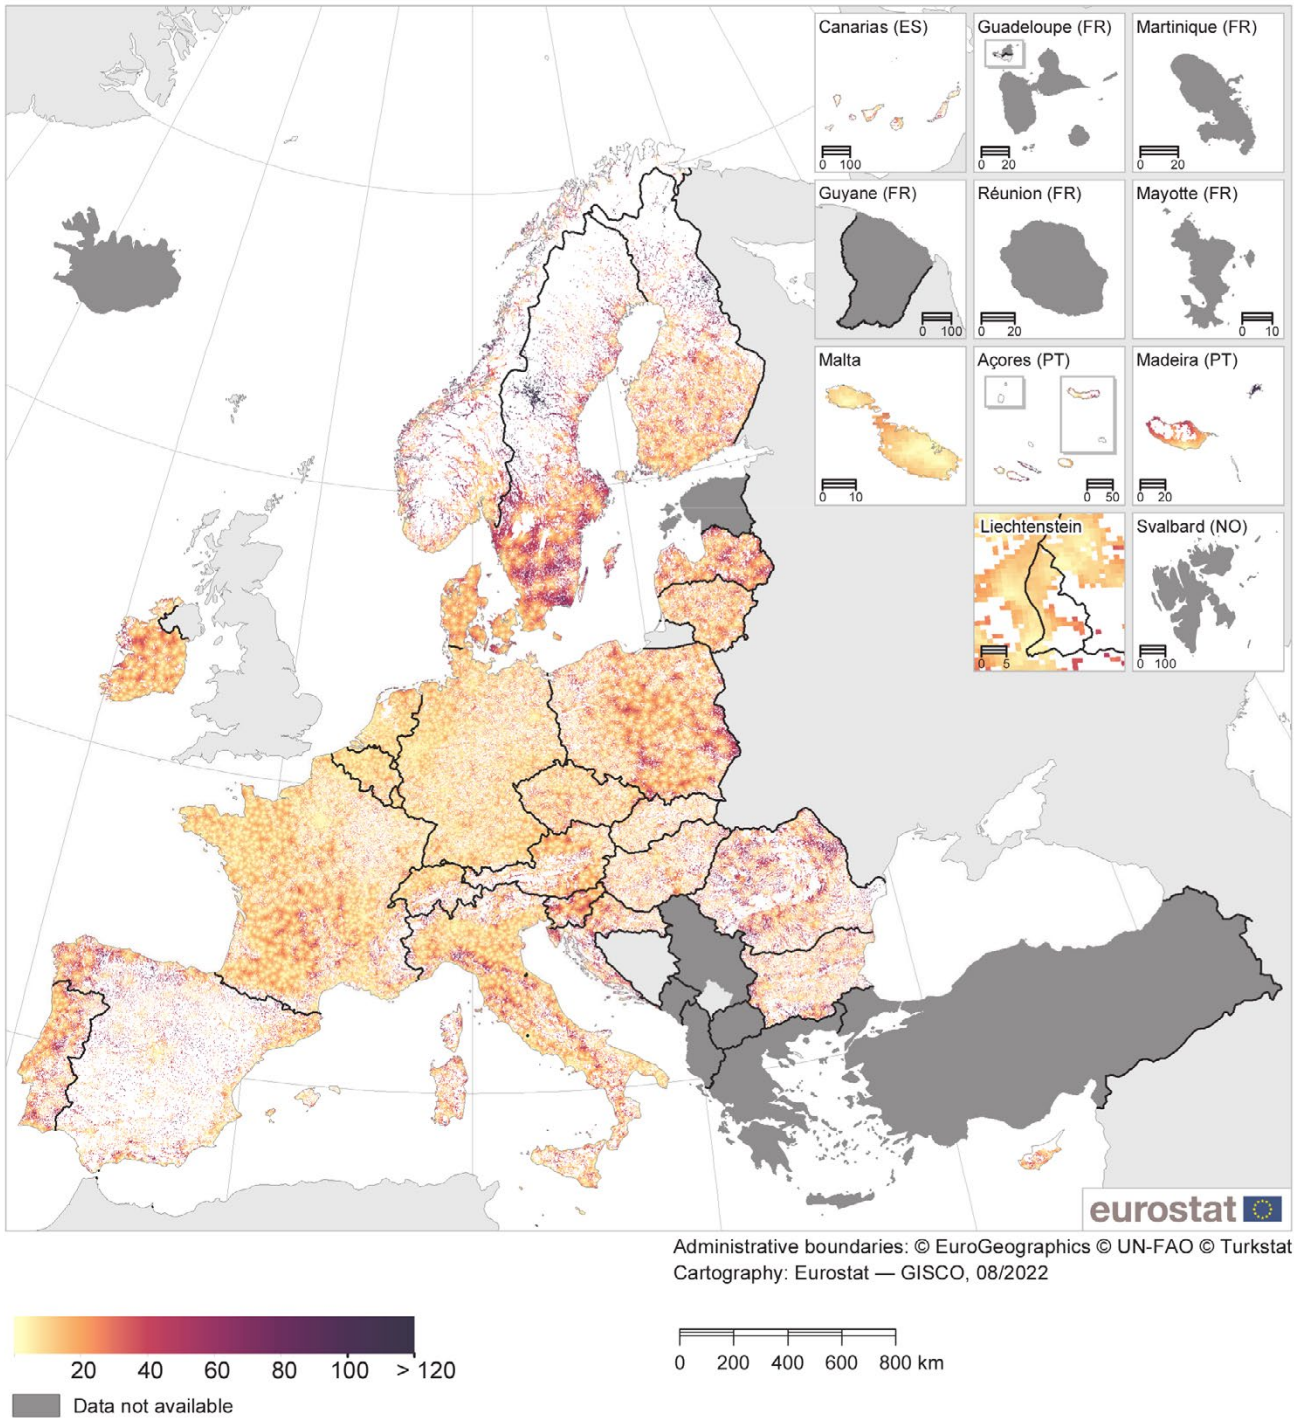 Canarias (ES)
0 100
Guadeloupe (FR)
0 20
Martinique (FR)
0 20
Guyane (FR)
0 100
Réunion (FR)
0 20
Mayotte (FR)
0 10
Malta
0 10
Açores (PT)
0 50
Madeira (PT)
0 20
Liechtenstein
0 5
Svalbard (NO)
0 100
eurostat
Administrative boundaries: © EuroGeographics © UN-FAO © Turkstat
Cartography: Eurostat — GISCO, 08/2022
20 40 60 80 100 > 120
0 200 400 600 800 km
Data not available